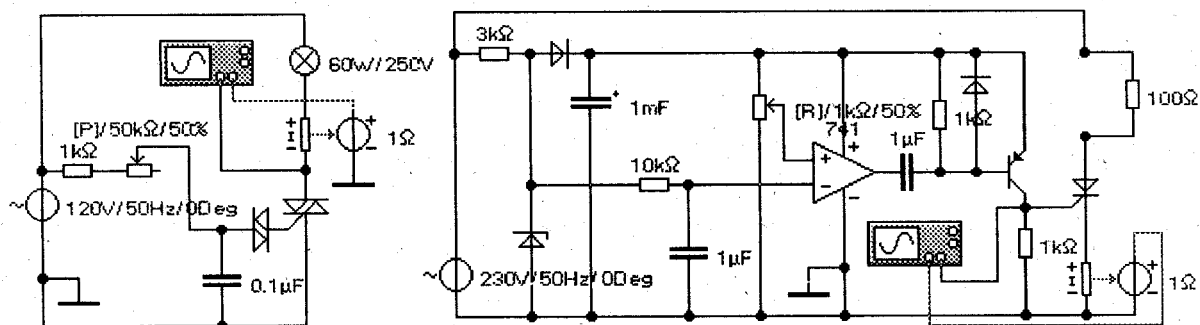 60W/250V
[P]/50kΩ/50%
1kΩ
+
I
-
+
-
1Ω
~
120V/50Hz/0Deg
0.1µF
3kΩ
+
1mF
[R]/1kΩ/50%
741
1kΩ
100Ω
10kΩ
1µF
+
+
-
-
1µF
~
230V/50Hz/0Deg
1kΩ
+
I
-
+
-
1Ω